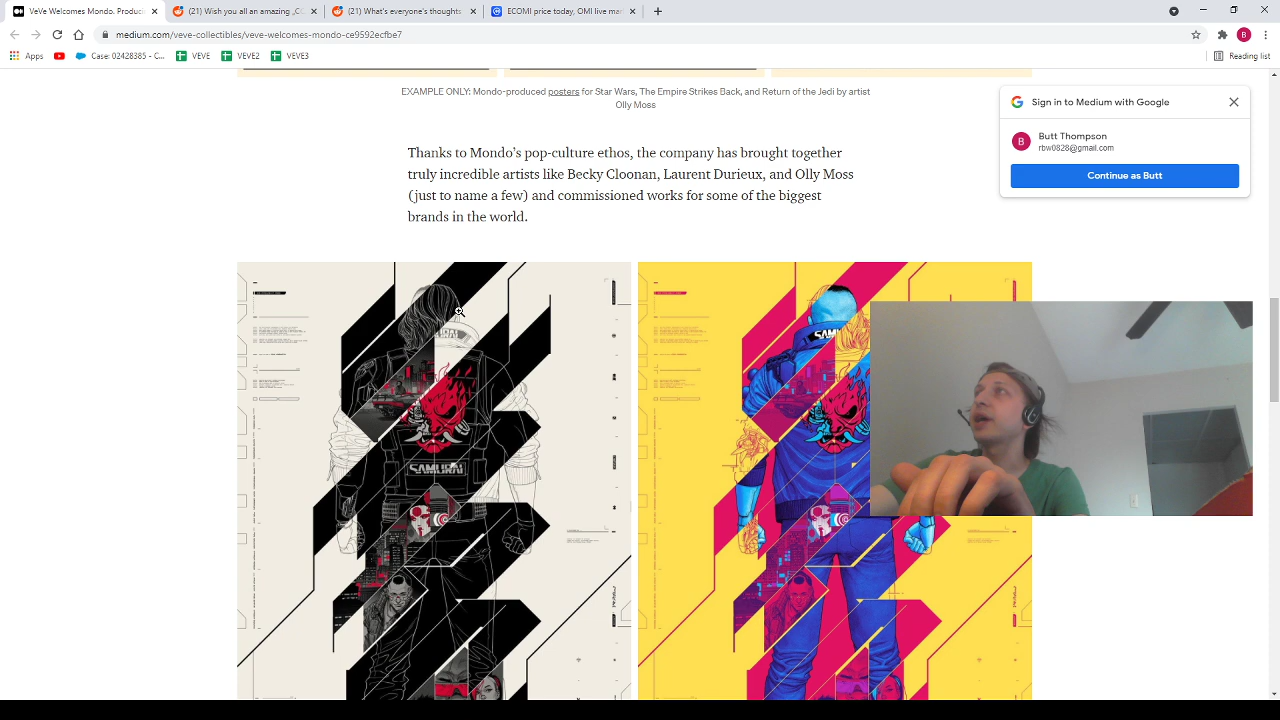 VeVe Welcomes Mondo. Produci
(21) Wish you all an amazing „Co
(21) What's everyone's thoughts
ECOMI price today, OMI live mar
medium.com/veve-collectibles/veve-welcomes-mondo-ce9592ecfbe7
B
Apps
Case: 02428385 - C...
VEVE
VEVE2
VEVE3
Reading list
EXAMPLE ONLY: Mondo-produced posters for Star Wars, The Empire Strikes Back, and Return of the Jedi by artist
Olly Moss
Sign in to Medium with Google
B
Butt Thompson
rbw0828@gmail.com
Continue as Butt
Thanks to Mondo's pop-culture ethos, the company has brought together
truly incredible artists like Becky Cloonan, Laurent Durieux, and Olly Moss
(just to name a few) and commissioned works for some of the biggest
brands in the world.
SAMURAI